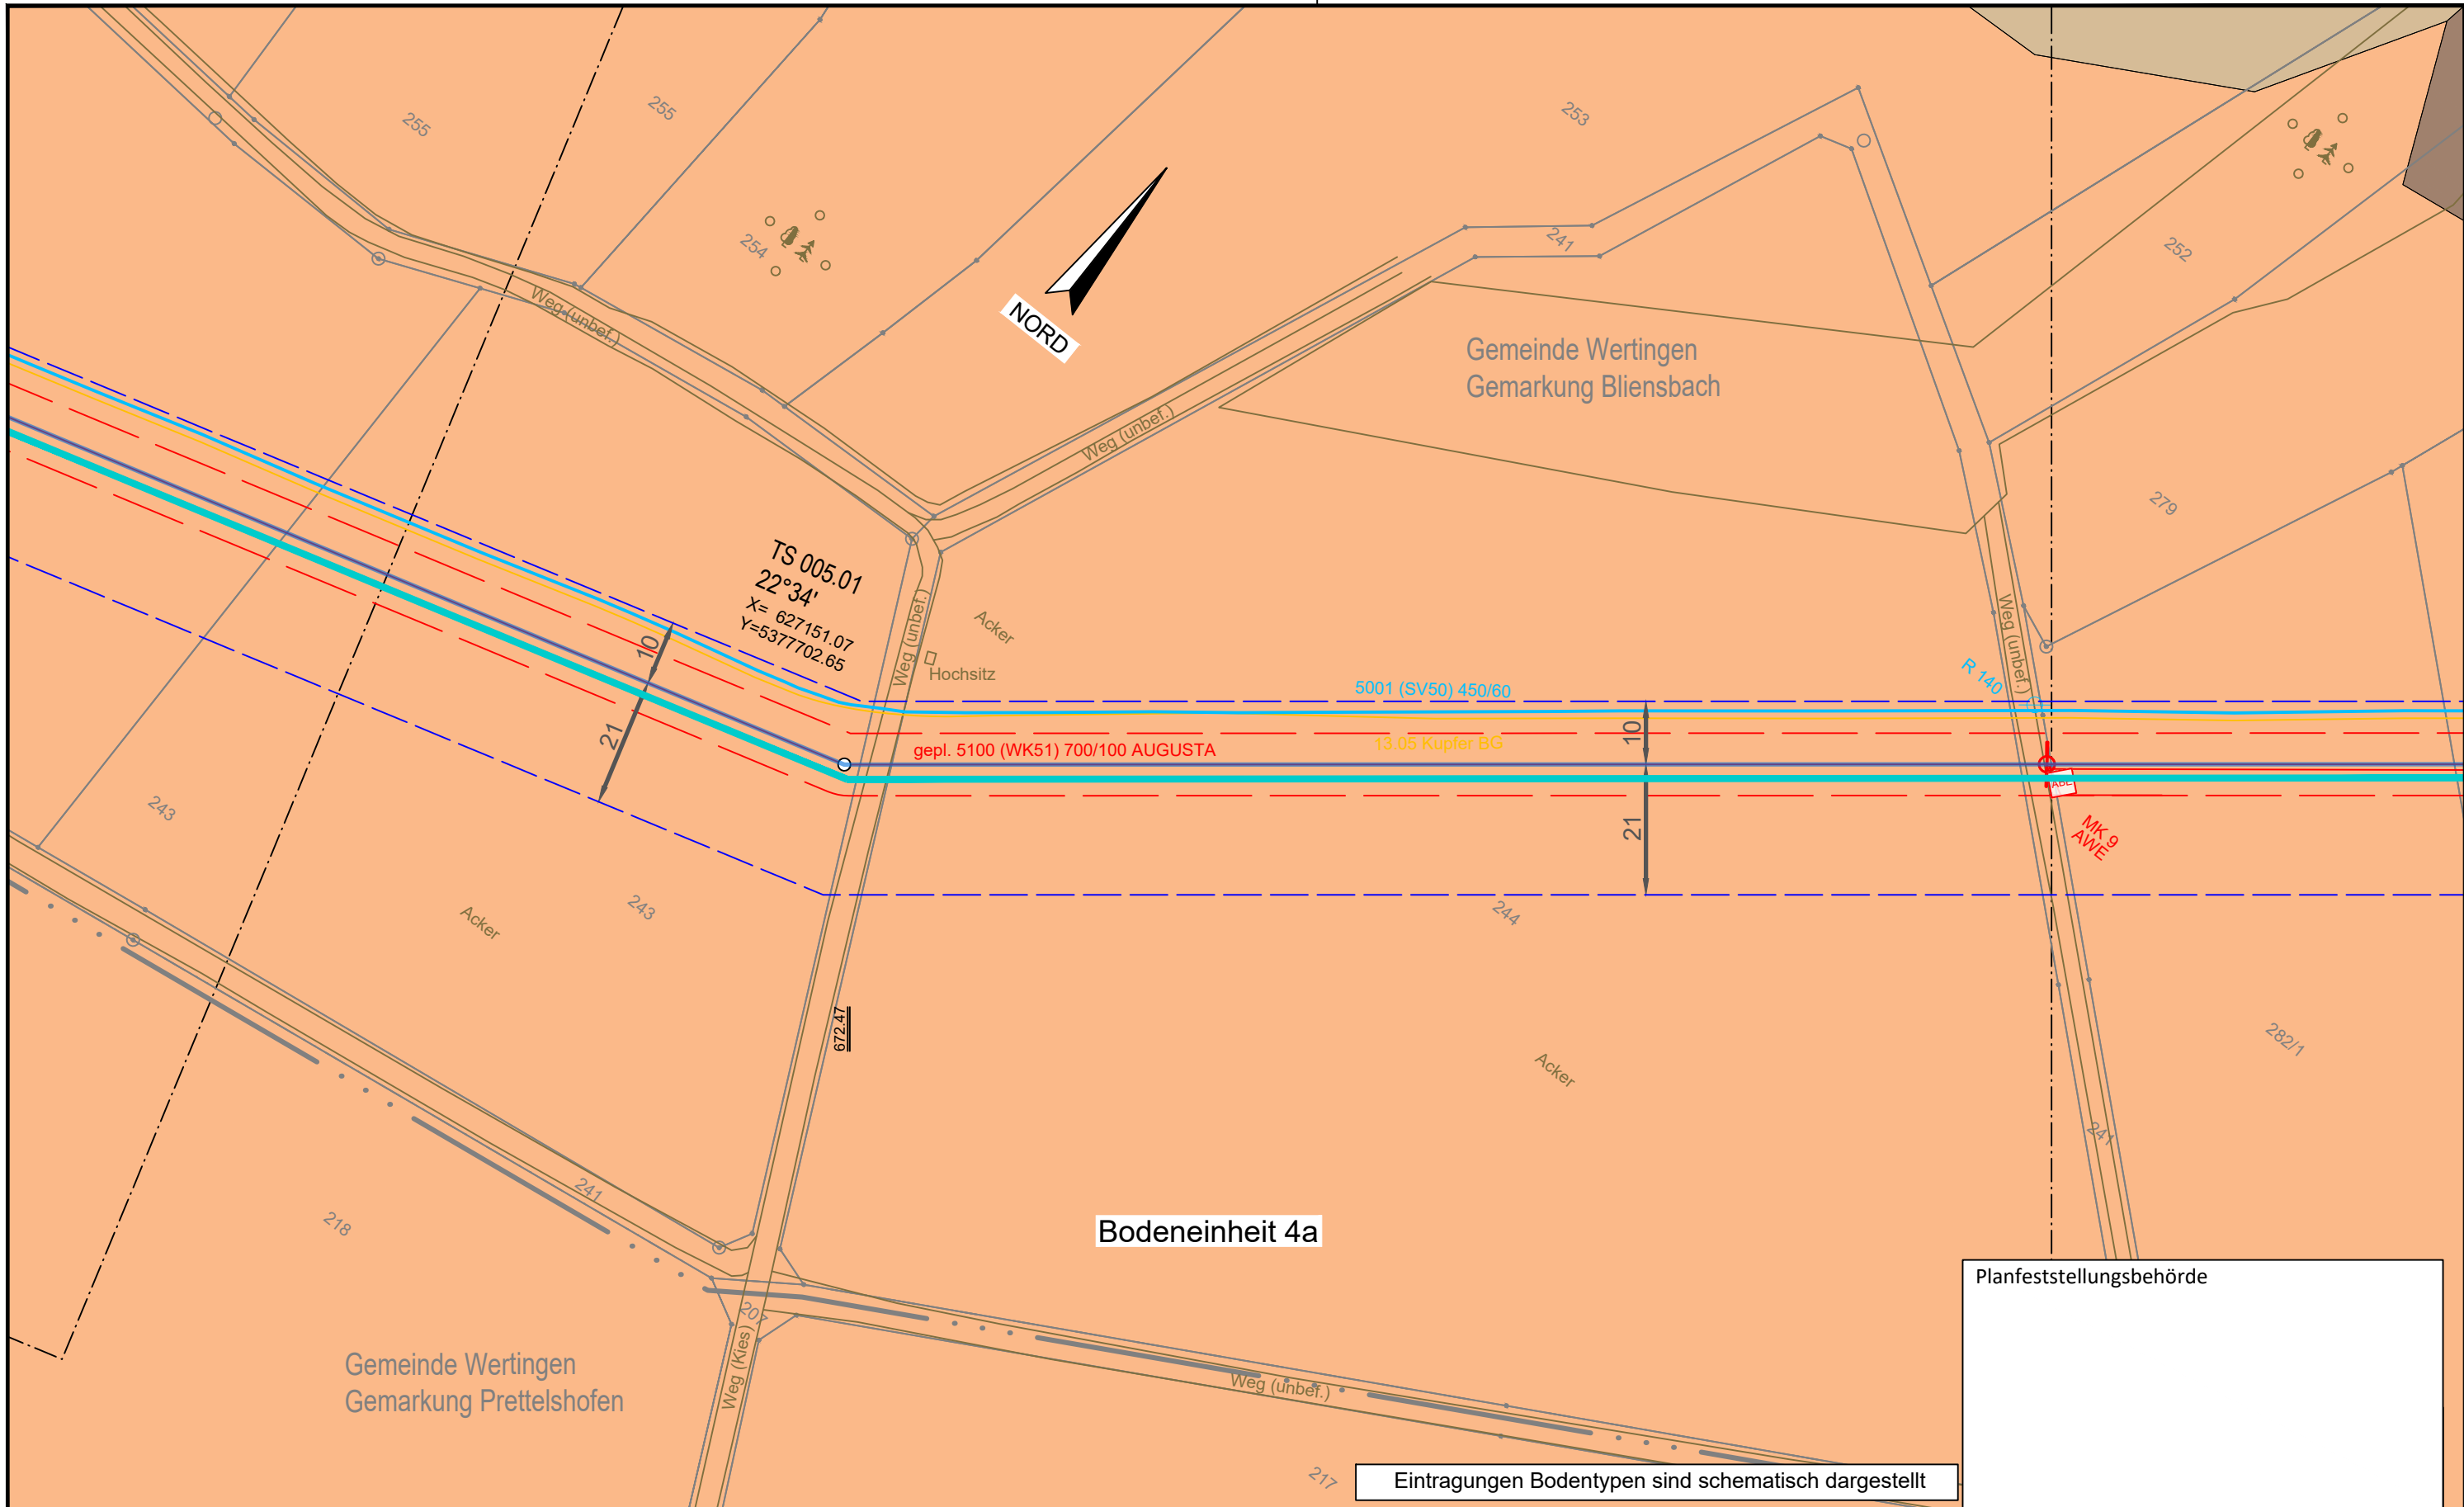 255
255
253
254
241
252
NORD
Weg (unbef.)
Gemeinde Wertingen
Gemarkung Bliensbach
Weg (unbef.)
279
TS 005.01
22°34'
X= 627151.07
Y=5377702.65
Weg (unbef.)
Acker
Hochsitz
Weg (unbef.)
R 140
10
21
5001 (SV50) 450/60
10
gepl. 5100 (WK51) 700/100 AUGUSTA
13.05 Kupfer BG
ABE
21
MK 9
AWE
243
243
Acker
244
672.47
282/1
Acker
241
241
218
Bodeneinheit 4a
Planfeststellungsbehörde
207
Weg (Kies)
Gemeinde Wertingen
Gemarkung Prettelshofen
Weg (unbef.)
217
Eintragungen Bodentypen sind schematisch dargestellt